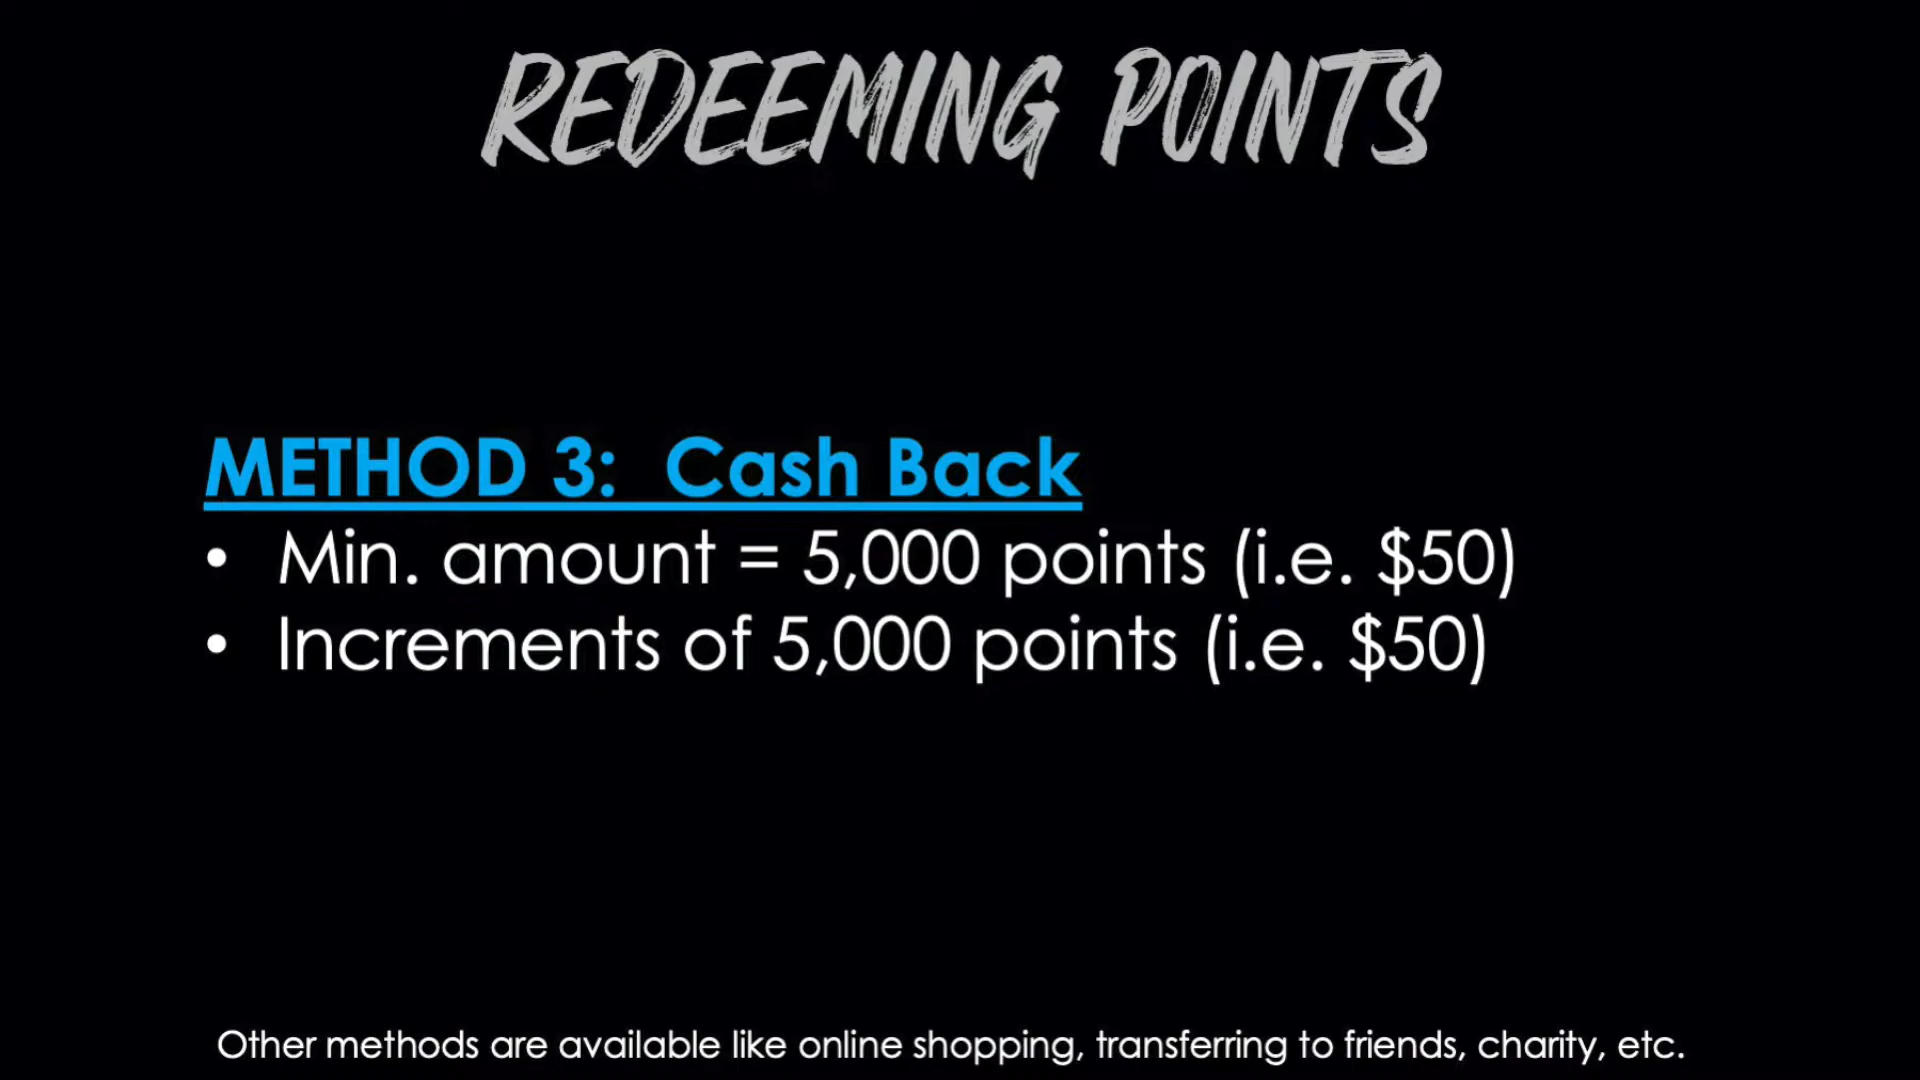 REDEEMING POINTS
METHOD 3:  Cash Back
• Min. amount = 5,000 points (i.e. $50)
• Increments of 5,000 points (i.e. $50)
Other methods are available like online shopping, transferring to friends, charity, etc.